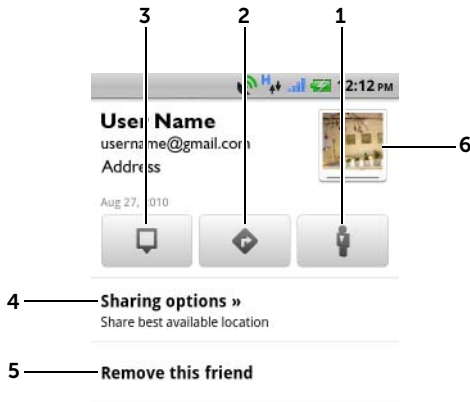 3 2 1
H 12:12 PM
User Name
username@gmail.com
6
Address
Aug 27, 2010
4 Sharing options »
Share best available location
5 Remove this friend